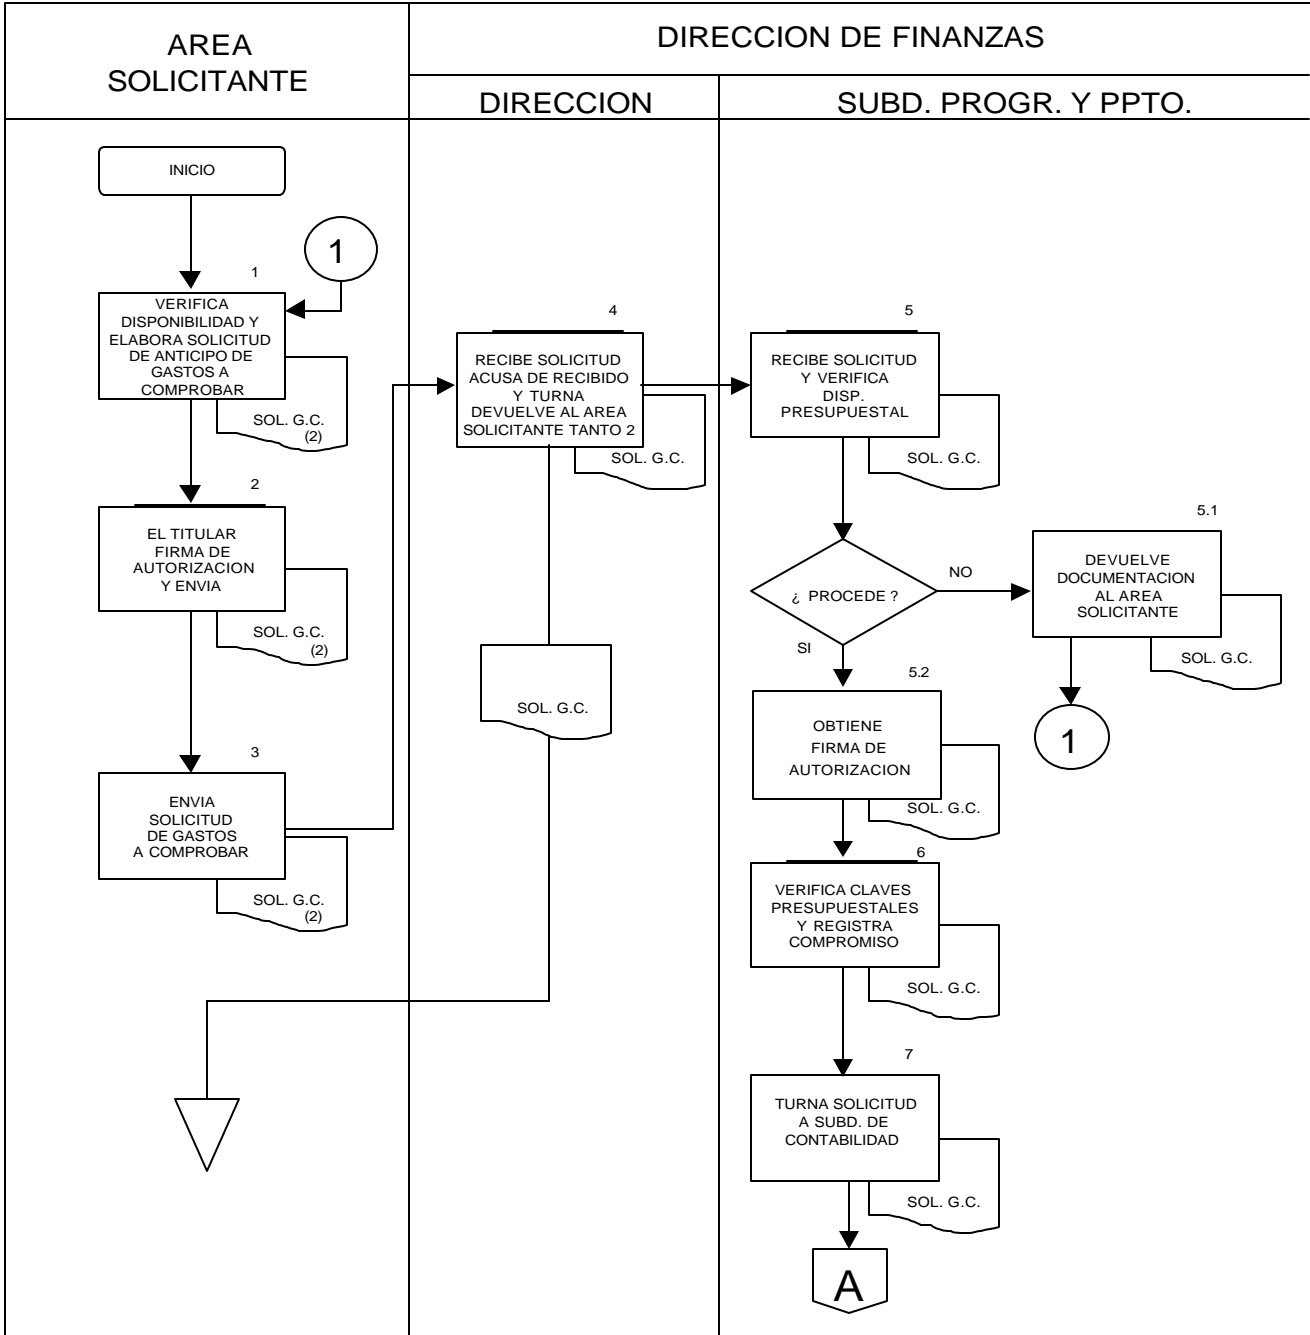 AREA
SOLICITANTE
DIRECCION DE FINANZAS
DIRECCION
SUBD. PROGR. Y PPTO.
INICIO
1
1
VERIFICA
DISPONIBILIDAD Y
ELABORA SOLICITUD
DE ANTICIPO DE
GASTOS A
COMPROBAR
SOL. G.C.
(2)
2
EL TITULAR
FIRMA DE
AUTORIZACION
Y ENVIA
SOL. G.C.
(2)
3
ENVIA
SOLICITUD
DE GASTOS
A COMPROBAR
SOL. G.C.
(2)
4
RECIBE SOLICITUD
ACUSA DE RECIBIDO
Y TURNA
DEVUELVE AL AREA
SOLICITANTE TANTO 2
SOL. G.C.
SOL. G.C.
5
RECIBE SOLICITUD
Y VERIFICA
DISP.
PRESUPUESTAL
SOL. G.C.
¿ PROCEDE ?
NO
SI
5.1
DEVUELVE
DOCUMENTACION
AL AREA
SOLICITANTE
SOL. G.C.
1
5.2
OBTIENE
FIRMA DE
AUTORIZACION
SOL. G.C.
6
VERIFICA CLAVES
PRESUPUESTALES
Y REGISTRA
COMPROMISO
SOL. G.C.
7
TURNA SOLICITUD
A SUBD. DE
CONTABILIDAD
SOL. G.C.
A